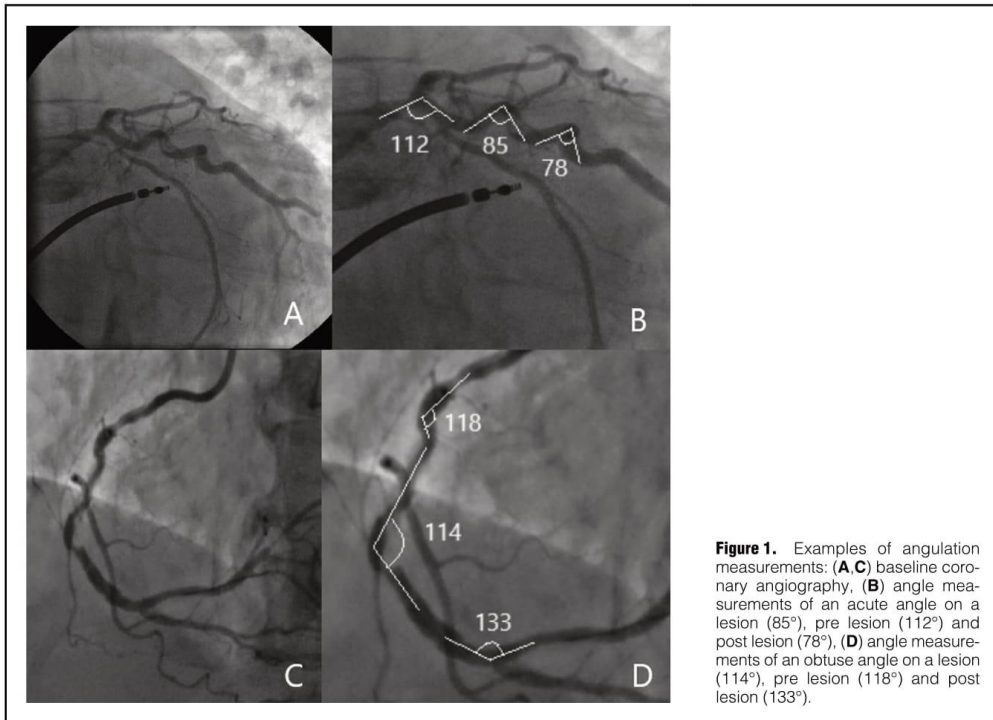 A
112
85
78
B
C
118
114
133
D
Figure 1. Examples of angulation
measurements: (A,C) baseline coro-
nary angiography, (B) angle mea-
surements of an acute angle on a
lesion (85°), pre lesion (112°) and
post lesion (78°), (D) angle measure-
ments of an obtuse angle on a lesion
(114°), pre lesion (118°) and post
lesion (133°).